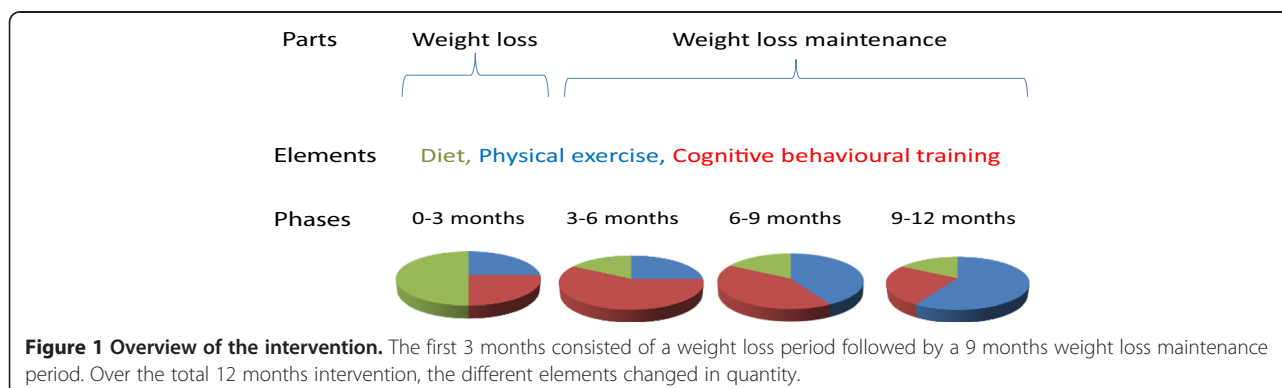 Parts Weight loss Weight loss maintenance
Elements Diet, Physical exercise, Cognitive behavioural training
Phases 0-3 months 3-6 months 6-9 months 9-12 months
Figure 1 Overview of the intervention. The first 3 months consisted of a weight loss period followed by a 9 months weight loss maintenance
period. Over the total 12 months intervention, the different elements changed in quantity.